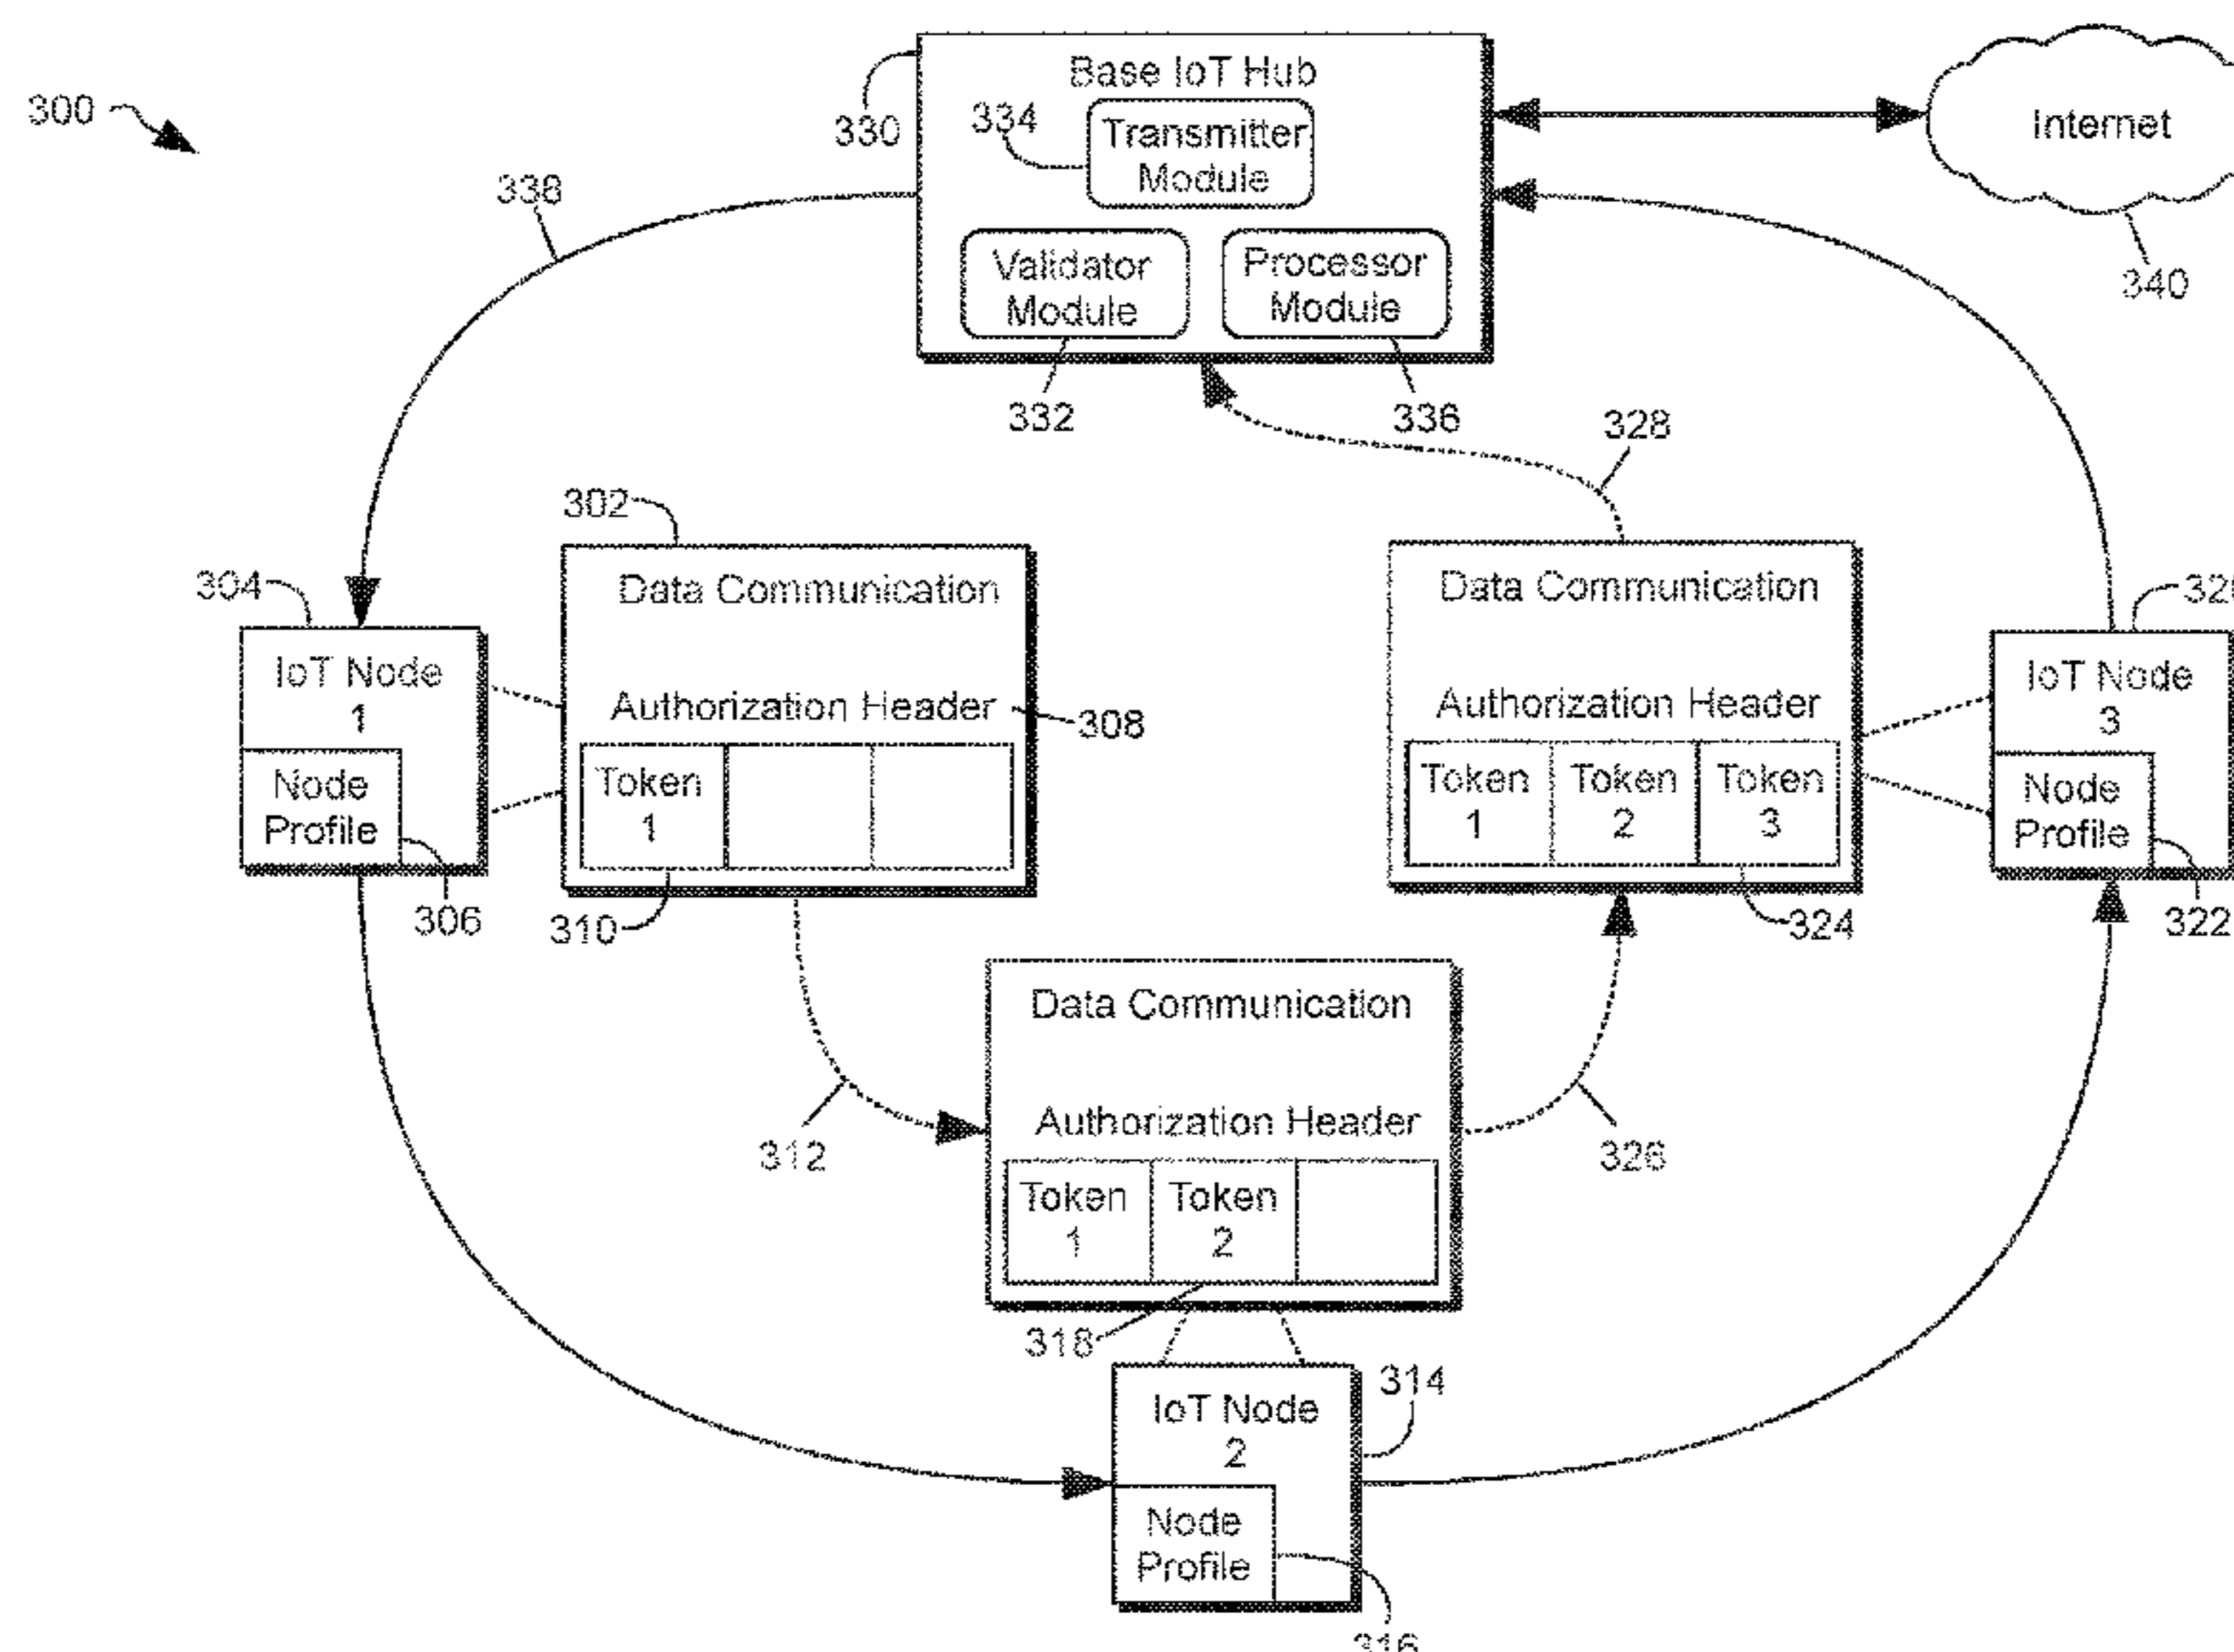 300
Base IoT Hub
330
334
Transmitter
Module
Validator
Module
Processor
Module
332
336
Internet
340
338
328
302
304
Data Communication
Authorization Header
308
IoT Node
1
Node
Profile
306
Token
1
310
Data Communication
Authorization Header
Token
1
Token
2
Token
3
324
IoT Node
3
Node
Profile
322
312
326
Data Communication
Authorization Header
Token
1
Token
2
318
314
IoT Node
2
Node
Profile
316